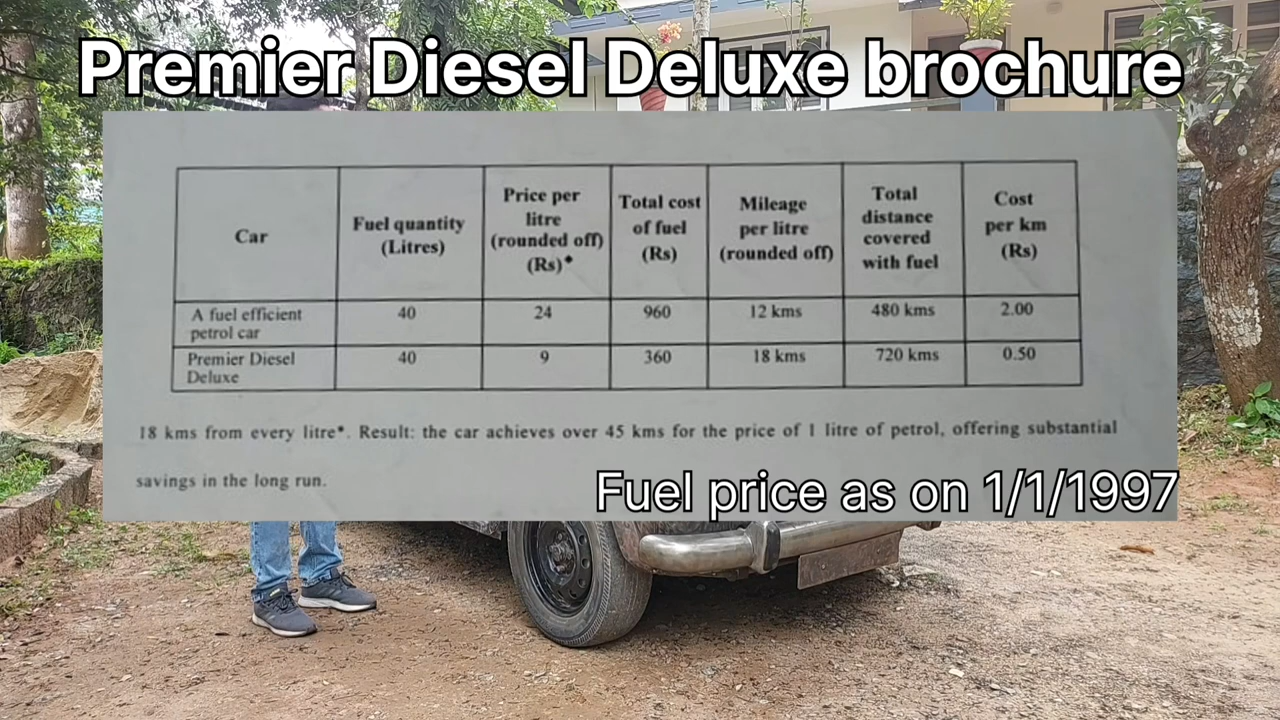 Premier Diesel Deluxe brochure
Car
Fuel quantity
(Litres)
Price per
litre
(rounded off)
(Rs)*
Total cost
of fuel
(Rs)
Mileage
per litre
(rounded off)
Total
distance
covered
with fuel
Cost
per km
(Rs)
A fuel efficient
petrol car
40
24
960
12 kms
480 kms
2.00
Premier Diesel
Deluxe
40
9
360
18 kms
720 kms
0.50
18 kms from every litre*. Result: the car achieves over 45 kms for the price of 1 litre of petrol, offering substantial
savings in the long run.
Fuel price as on 1/1/1997